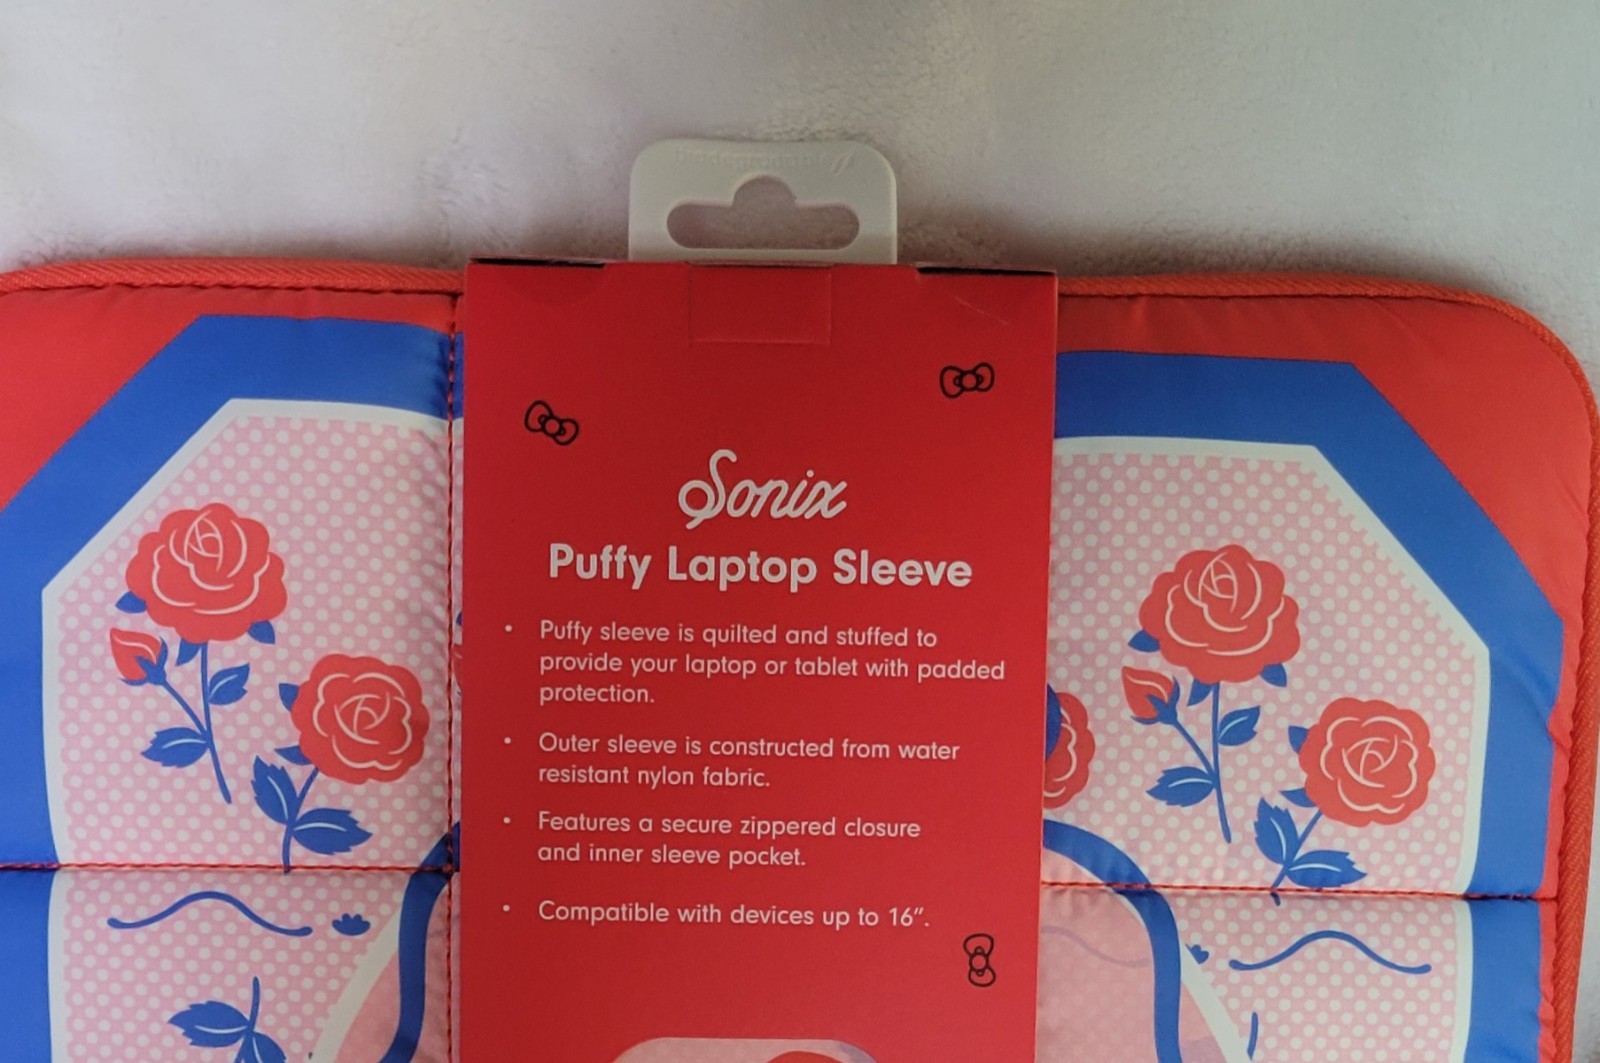 biodegradable
Sonix
Puffy Laptop Sleeve
• Puffy sleeve is quilted and stuffed to
provide your laptop or tablet with padded
protection.
• Outer sleeve is constructed from water
resistant nylon fabric.
• Features a secure zippered closure
and inner sleeve pocket.
• Compatible with devices up to 16”.